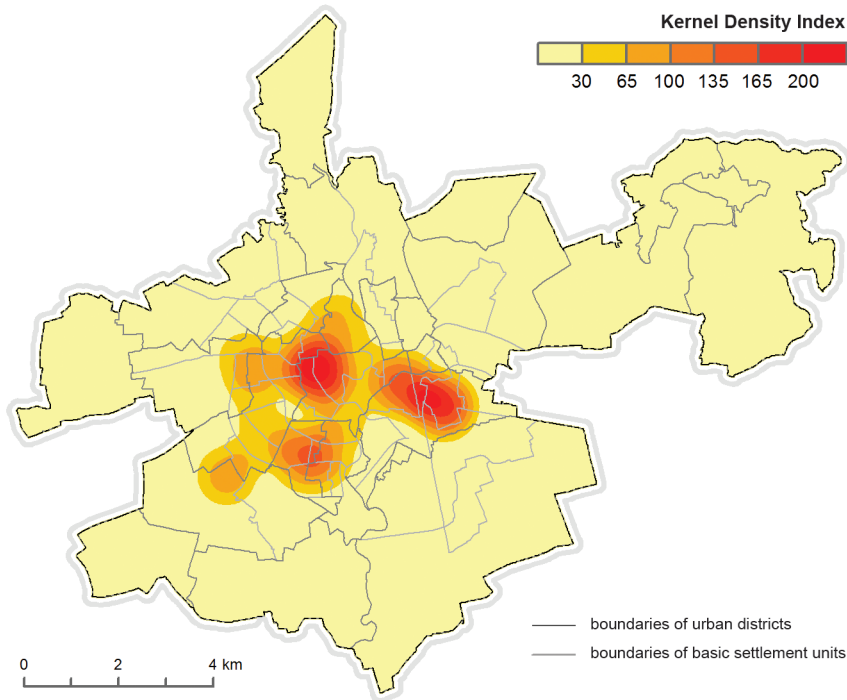 Kernel Density Index
30 65 100 135 165 200
boundaries of urban districts
boundaries of basic settlement units
0 2 4 km